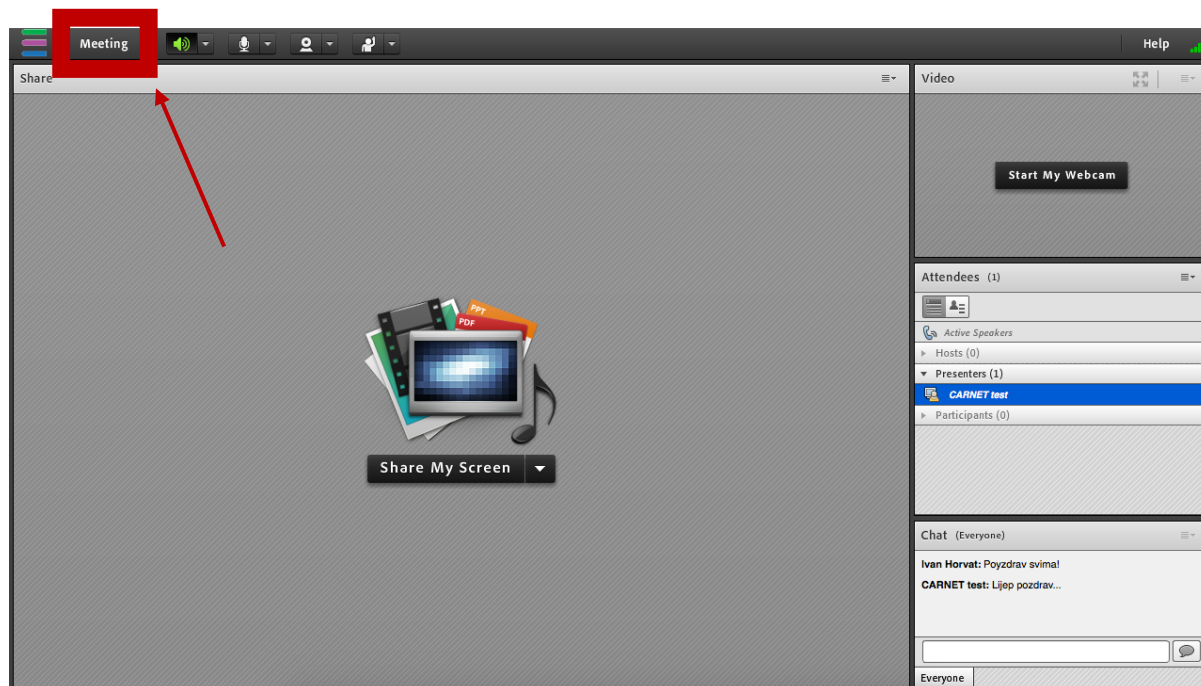 Meeting
Help
Share
Video
PPT
PDF
Share My Screen
Start My Webcam
Attendees (1)
Active Speakers
Hosts (0)
Presenters (1)
CARNET test
Participants (0)
Chat (Everyone)
Ivan Horvat: Poyzdrav svima!
CARNET test: Lijep pozdrav...
Everyone